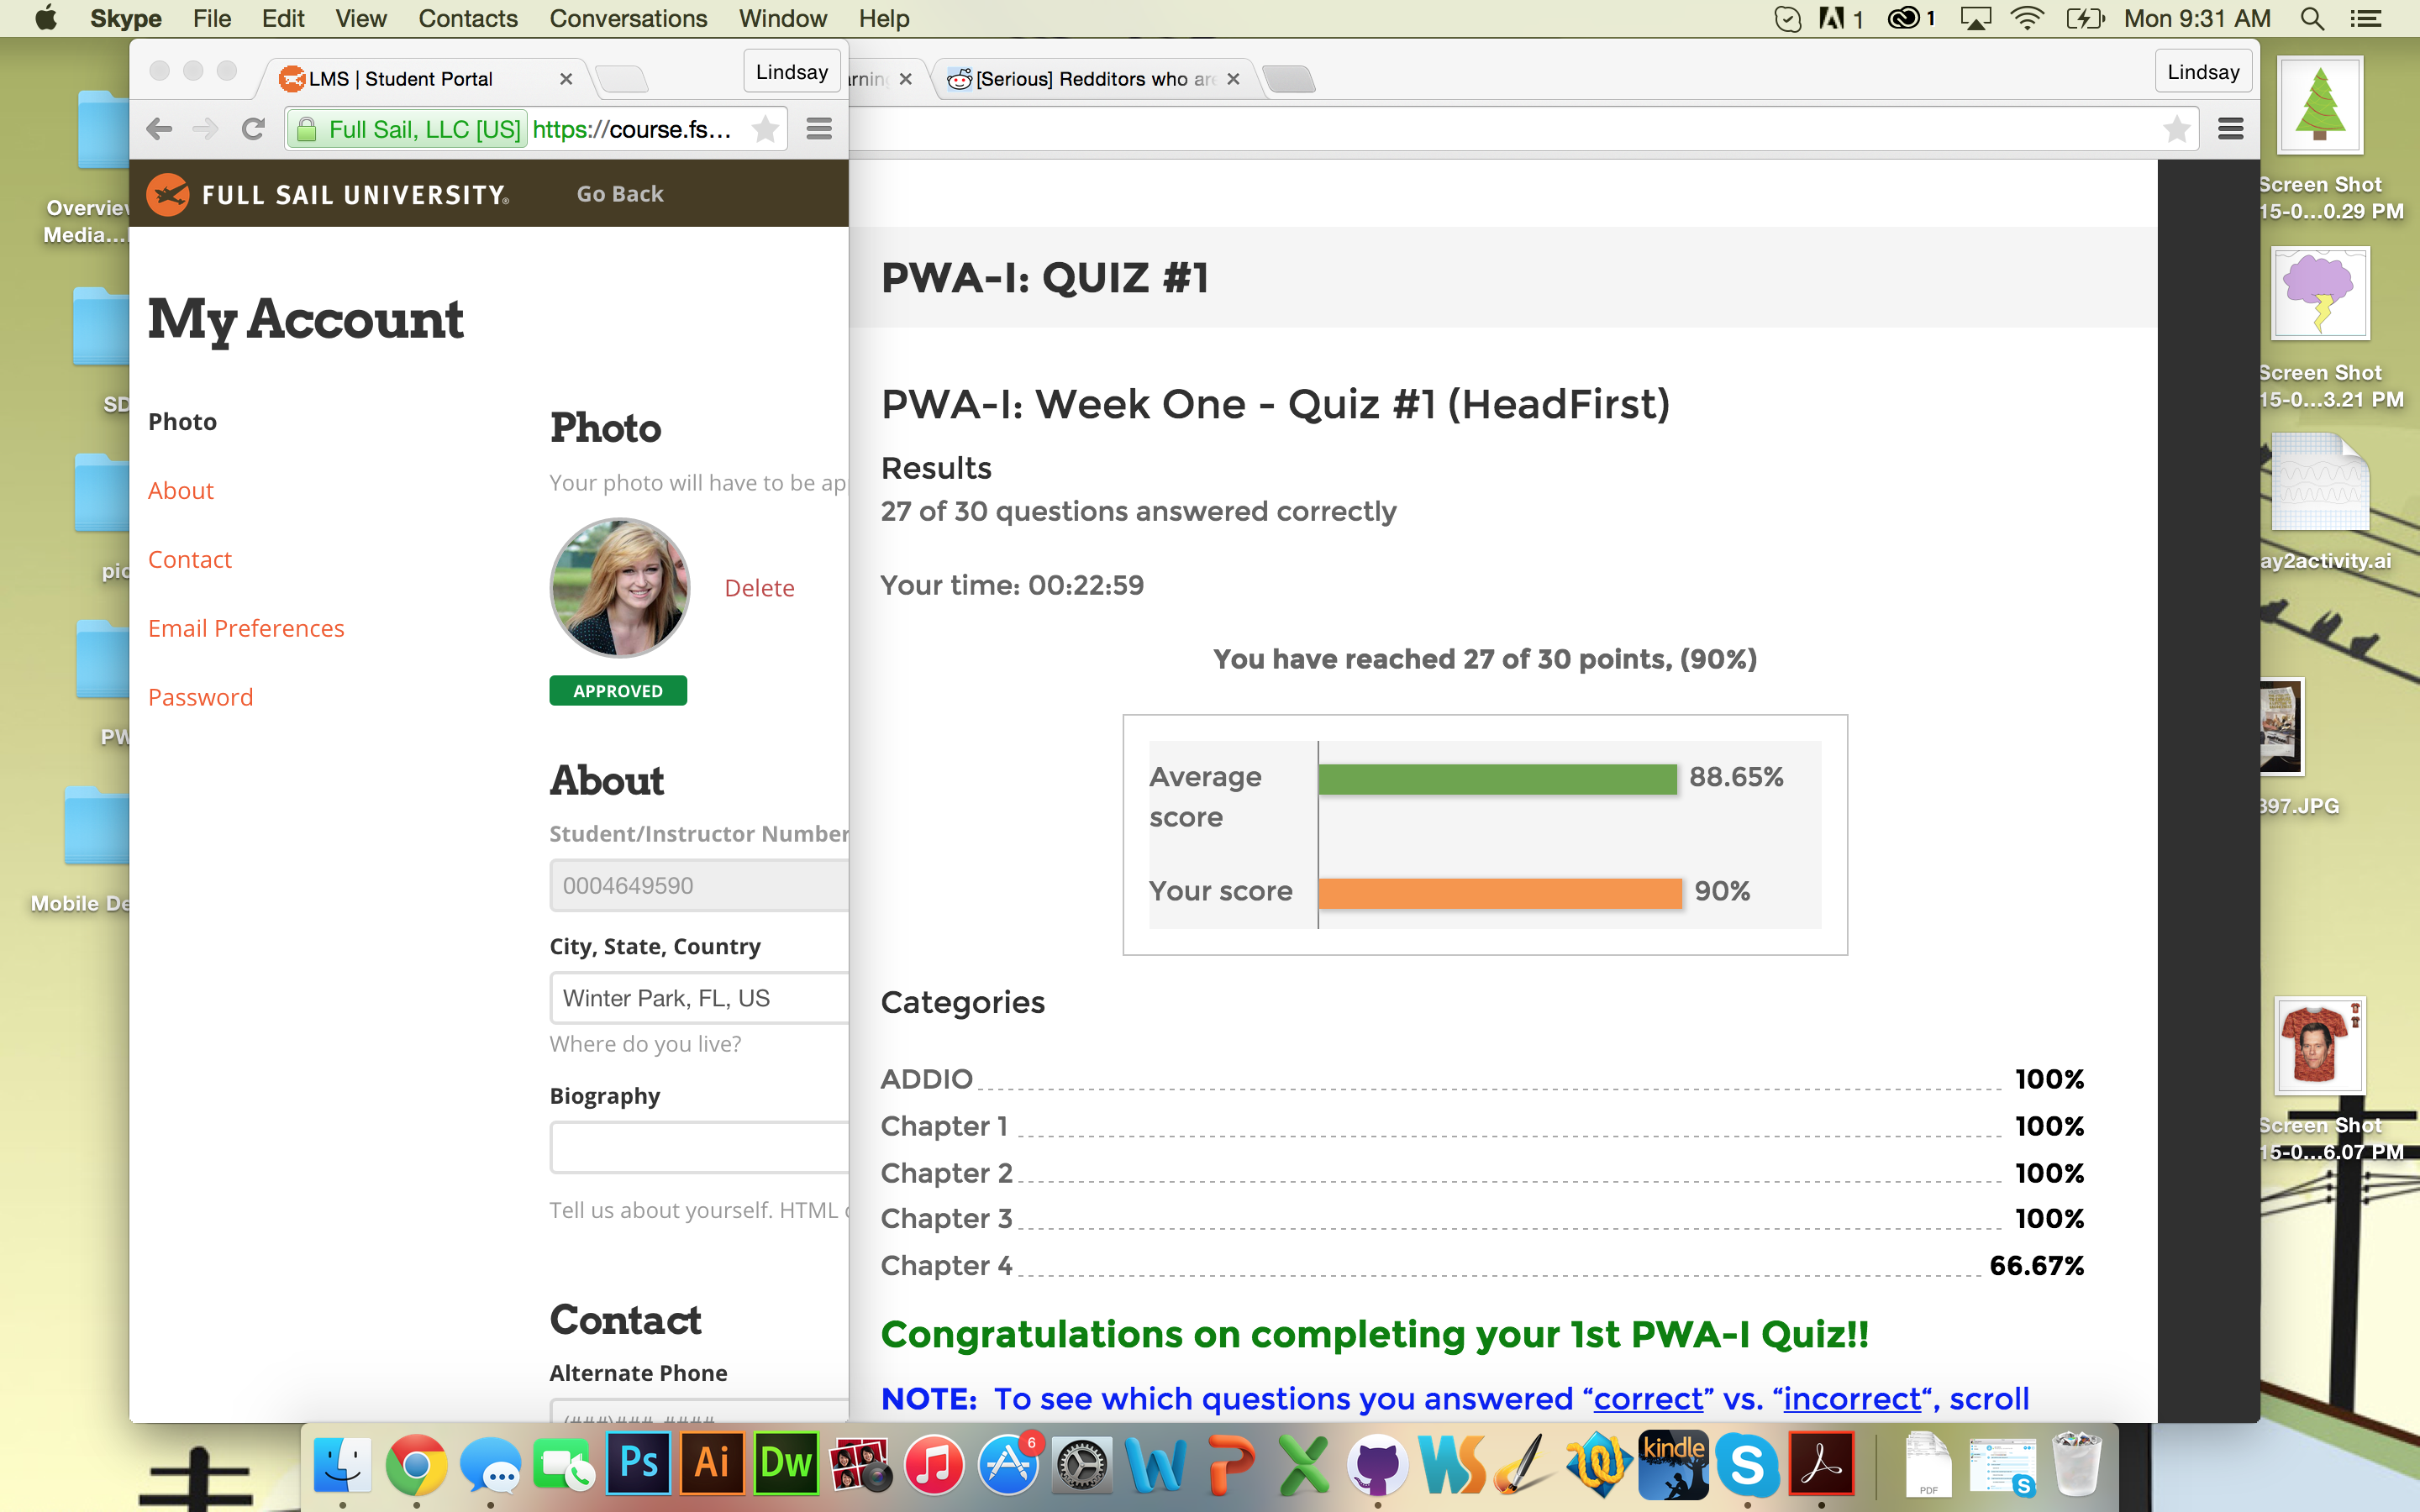 Skype File Edit View Contacts Conversations Window Help 1 1 Mon 9:31 AM
LMS | Student Portal Lindsay
[Serious] Redditors who are Lindsay
Full Sail, LLC [US] https://course.fs...
FULL SAIL UNIVERSITY® Go Back
My Account
Photo
About
Contact
Email Preferences
Password
Photo
Your photo will have to be ap
Delete
APPROVED
About
Student/Instructor Number
0004649590
City, State, Country
Winter Park, FL, US
Where do you live?
Biography
Tell us about yourself. HTML
Contact
Alternate Phone
(###)###-####
PWA-I: QUIZ #1
PWA-I: Week One - Quiz #1 (HeadFirst)
Results
27 of 30 questions answered correctly
Your time: 00:22:59
You have reached 27 of 30 points, (90%)
Average score 88.65%
Your score 90%
Categories
ADDIO 100%
Chapter 1 100%
Chapter 2 100%
Chapter 3 100%
Chapter 4 66.67%
Congratulations on completing your 1st PWA-I Quiz!!
NOTE: To see which questions you answered “correct” vs. “incorrect“, scroll
Overview
Media...
SD
pic
PW
Mobile De
Screen Shot
15-0...0.29 PM
Screen Shot
15-0...3.21 PM
ay2activity.ai
397.JPG
Screen Shot
15-0...6.07 PM
Ps Ai Dw 6 WS kindle S PDF